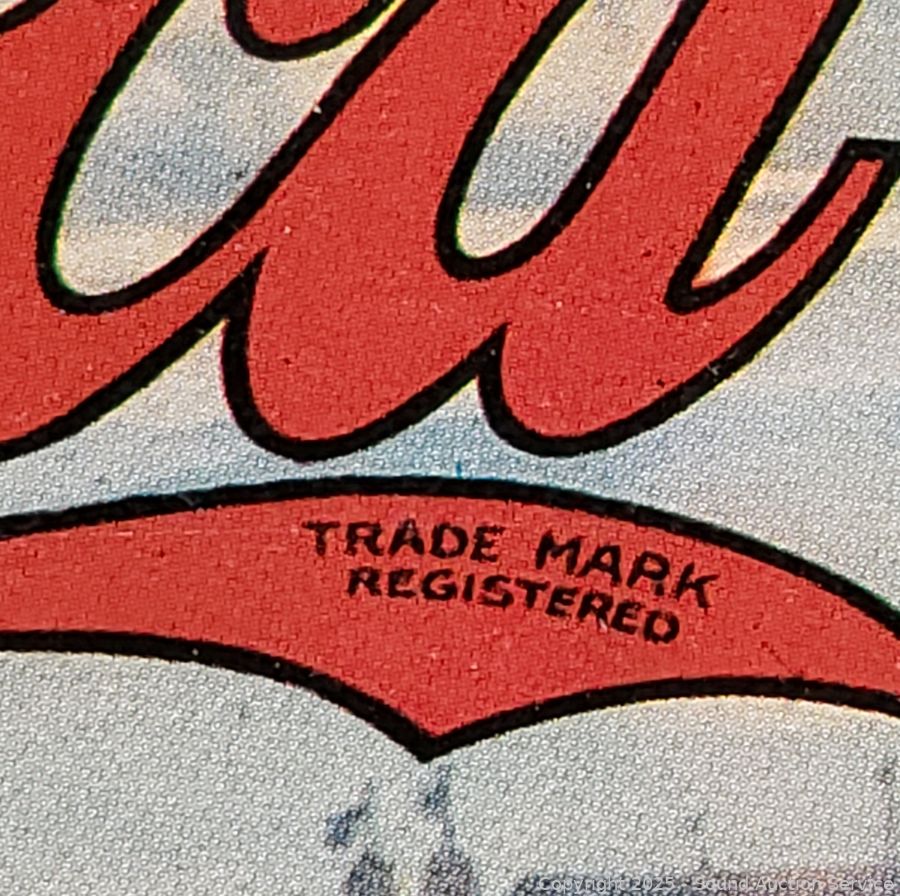 TRADE MARK
REGISTERED
Copyright 2025 - Sound Auction Service